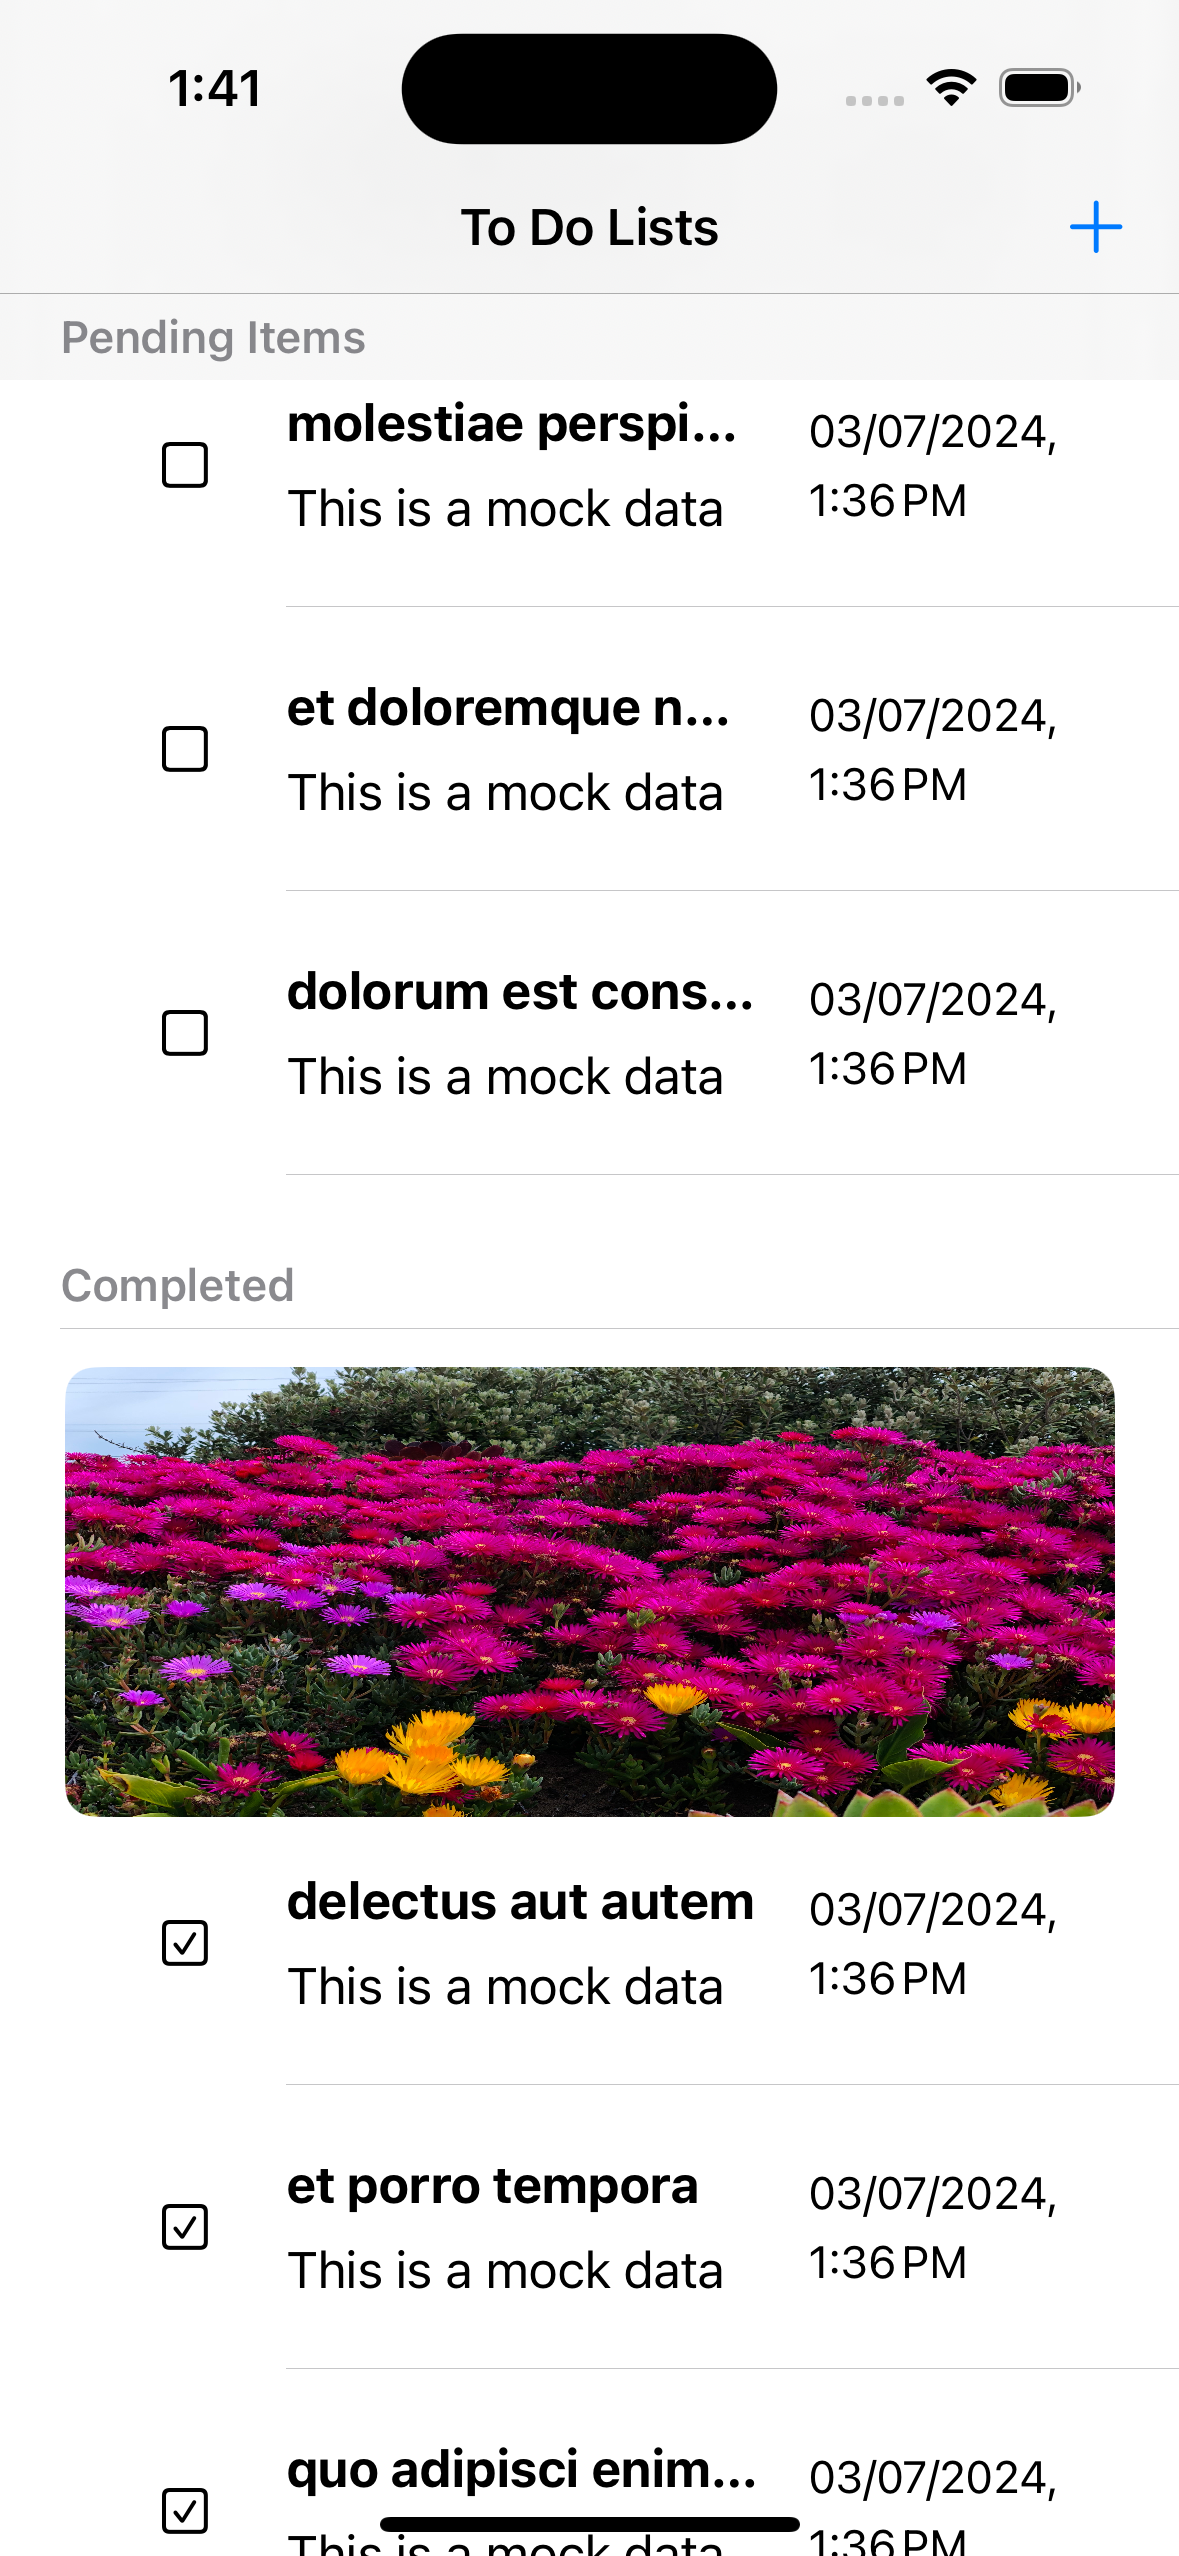 1:41
To Do Lists
Pending Items
molestiae perspi...
This is a mock data
03/07/2024,
1:36 PM
et doloremque n...
This is a mock data
03/07/2024,
1:36 PM
dolorum est cons...
This is a mock data
03/07/2024,
1:36 PM
Completed
delectus aut autem
This is a mock data
03/07/2024,
1:36 PM
et porro tempora
This is a mock data
03/07/2024,
1:36 PM
quo adipisci enim...
This is a mock data
03/07/2024,
1:36 PM